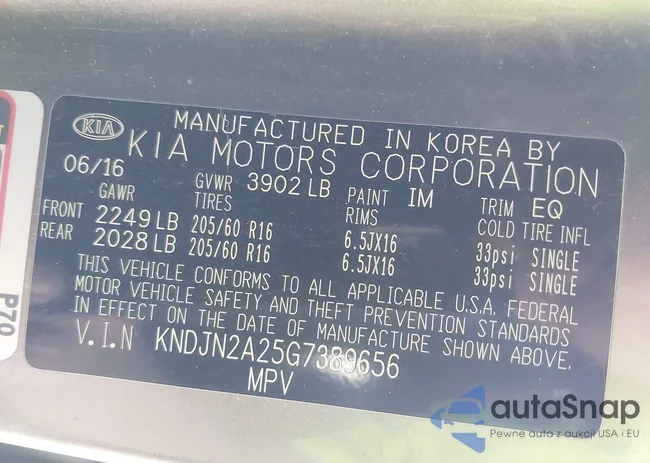 KIA
MANUFACTURED IN KOREA BY
KIA MOTORS CORPORATION
06/16 GVWR 3902 LB PAINT IM TRIM EQ
GAWR TIRES RIMS COLD TIRE INFL
FRONT 2249 LB 205/60 R16 6.5JX16 33psi SINGLE
REAR 2028 LB 205/60 R16 6.5JX16 33psi SINGLE
THIS VEHICLE CONFORMS TO ALL APPLICABLE U.S.A. FEDERAL
MOTOR VEHICLE SAFETY AND THEFT PREVENTION STANDARDS
IN EFFECT ON THE DATE OF MANUFACTURE SHOWN ABOVE.
V.I.N KNDJN2A25G7389656
MPV
P70
autaSnap
Pewne auta z aukcji USA i EU